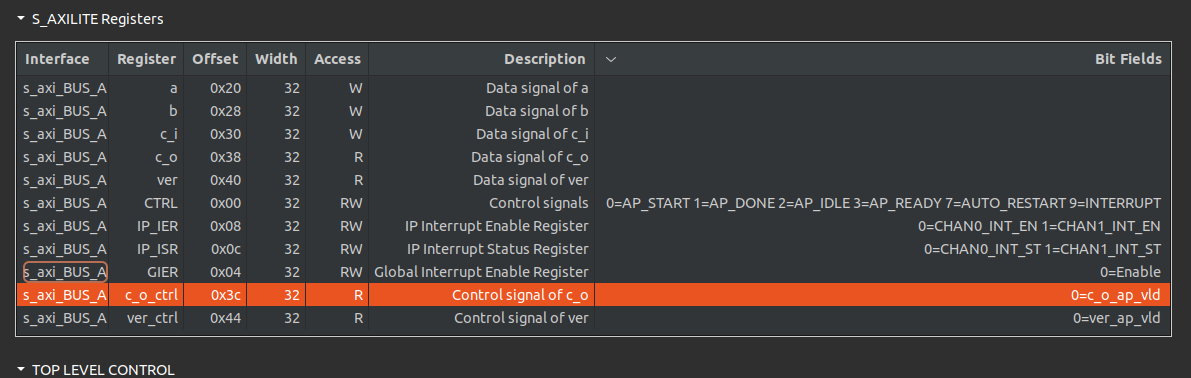 S_AXILITE Registers
Interface Register Offset Width Access Description Bit Fields
s_axi_BUS_A a 0x20 32 W Data signal of a
s_axi_BUS_A b 0x28 32 W Data signal of b
s_axi_BUS_A c_i 0x30 32 W Data signal of c_i
s_axi_BUS_A c_o 0x38 32 R Data signal of c_o
s_axi_BUS_A ver 0x40 32 R Data signal of ver
s_axi_BUS_A CTRL 0x00 32 RW Control signals 0=AP_START 1=AP_DONE 2=AP_IDLE 3=AP_READY 7=AUTO_RESTART 9=INTERRUPT
s_axi_BUS_A IP_IER 0x08 32 RW IP Interrupt Enable Register 0=CHAN0_INT_EN 1=CHAN1_INT_EN
s_axi_BUS_A IP_ISR 0x0c 32 RW IP Interrupt Status Register 0=CHAN0_INT_ST 1=CHAN1_INT_ST
s_axi_BUS_A GIER 0x04 32 RW Global Interrupt Enable Register 0=Enable
s_axi_BUS_A c_o_ctrl 0x3c 32 R Control signal of c_o 0=c_o_ap_vld
s_axi_BUS_A ver_ctrl 0x44 32 R Control signal of ver 0=ver_ap_vld
TOP LEVEL CONTROL